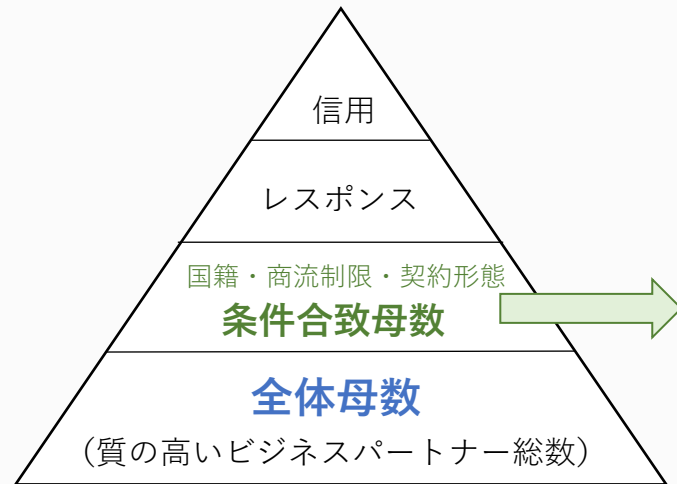 信用
レスポンス
国籍・商流制限・契約形態
条件合致母数
全体母数
（質の高いビジネスパートナー総数）